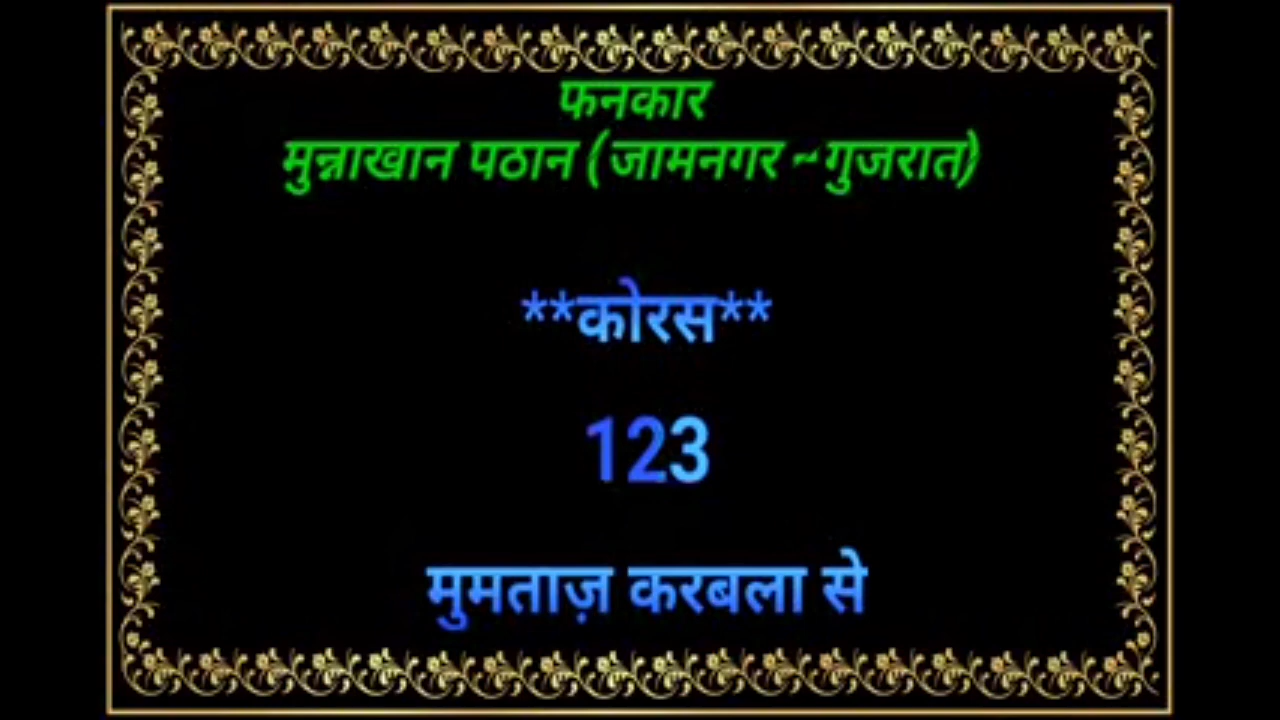 फनकार
मुन्नाखान पठान (जामनगर ~गुजरात)
**कोरस**
123
मुमताज़ करबला से